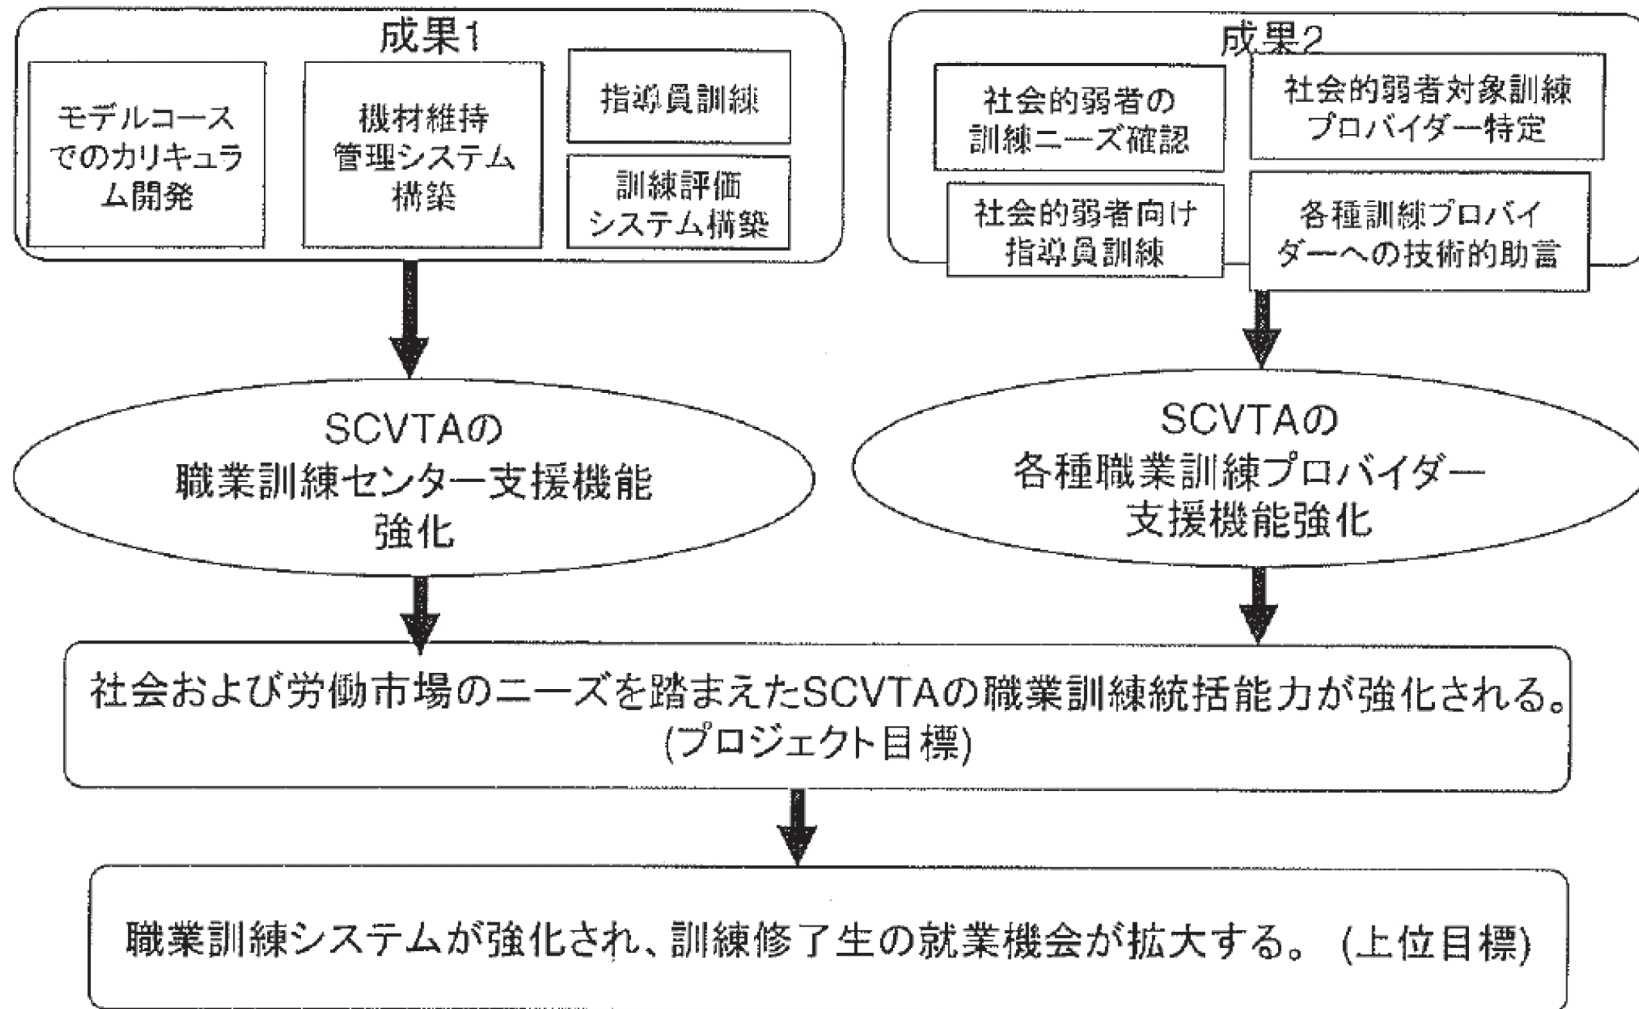 成果1
モデルコース
でのカリキュラ
ム開発
機材維持
管理システム
構築
指導員訓練
訓練評価
システム構築
成果2
社会的弱者の
訓練ニーズ確認
社会的弱者対象訓練
プロバイダー特定
社会的弱者向け
指導員訓練
各種訓練プロバイ
ダーへの技術的助言
SCVTAの
職業訓練センター支援機能
強化
SCVTAの
各種職業訓練プロバイダー
支援機能強化
社会および労働市場のニーズを踏まえたSCVTAの職業訓練統括能力が強化される。
(プロジェクト目標)
職業訓練システムが強化され、訓練修了生の就業機会が拡大する。 (上位目標)